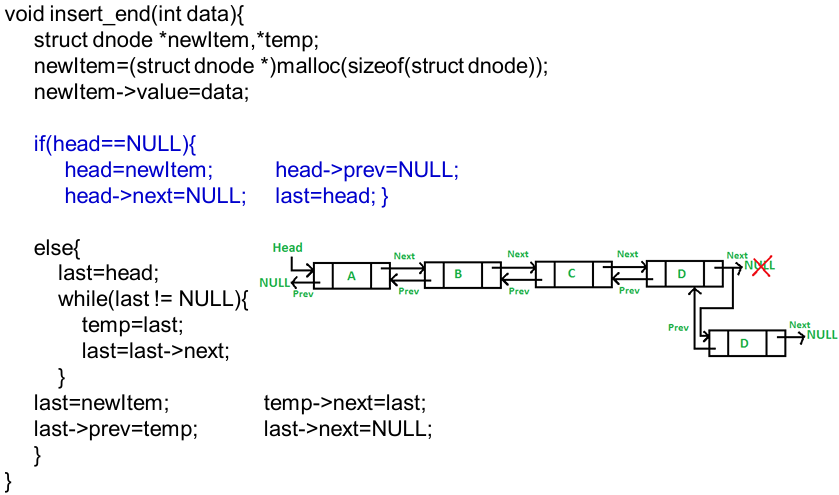 void insert_end(int data){
struct dnode *newItem,*temp;
newItem=(struct dnode *)malloc(sizeof(struct dnode));
newItem->value=data;
if(head==NULL){
head=newItem; head->prev=NULL;
head->next=NULL; last=head; }
else{
last=head;
while(last != NULL){
temp=last;
last=last->next;
}
last=newItem; temp->next=last;
last->prev=temp; last->next=NULL;
}
}
Head
Next Next Next Next
A B C D NULL
NULL
Prev Prev Prev Prev
Prev Next
D NULL